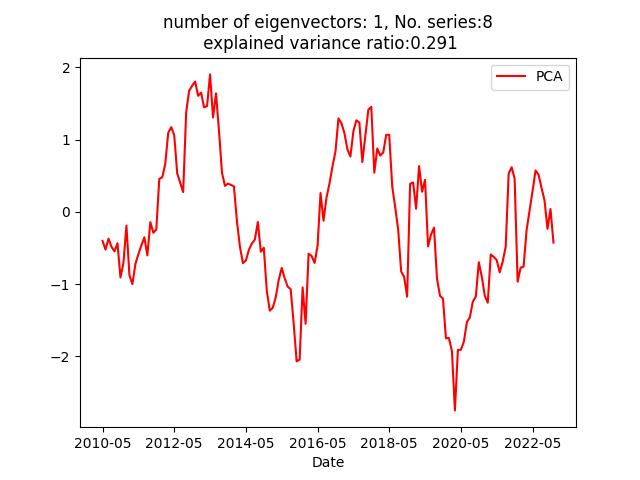 number of eigenvectors: 1, No. series:8
explained variance ratio:0.291
PCA
2
1
0
−1
−2
2010-05 2012-05 2014-05 2016-05 2018-05 2020-05 2022-05
Date